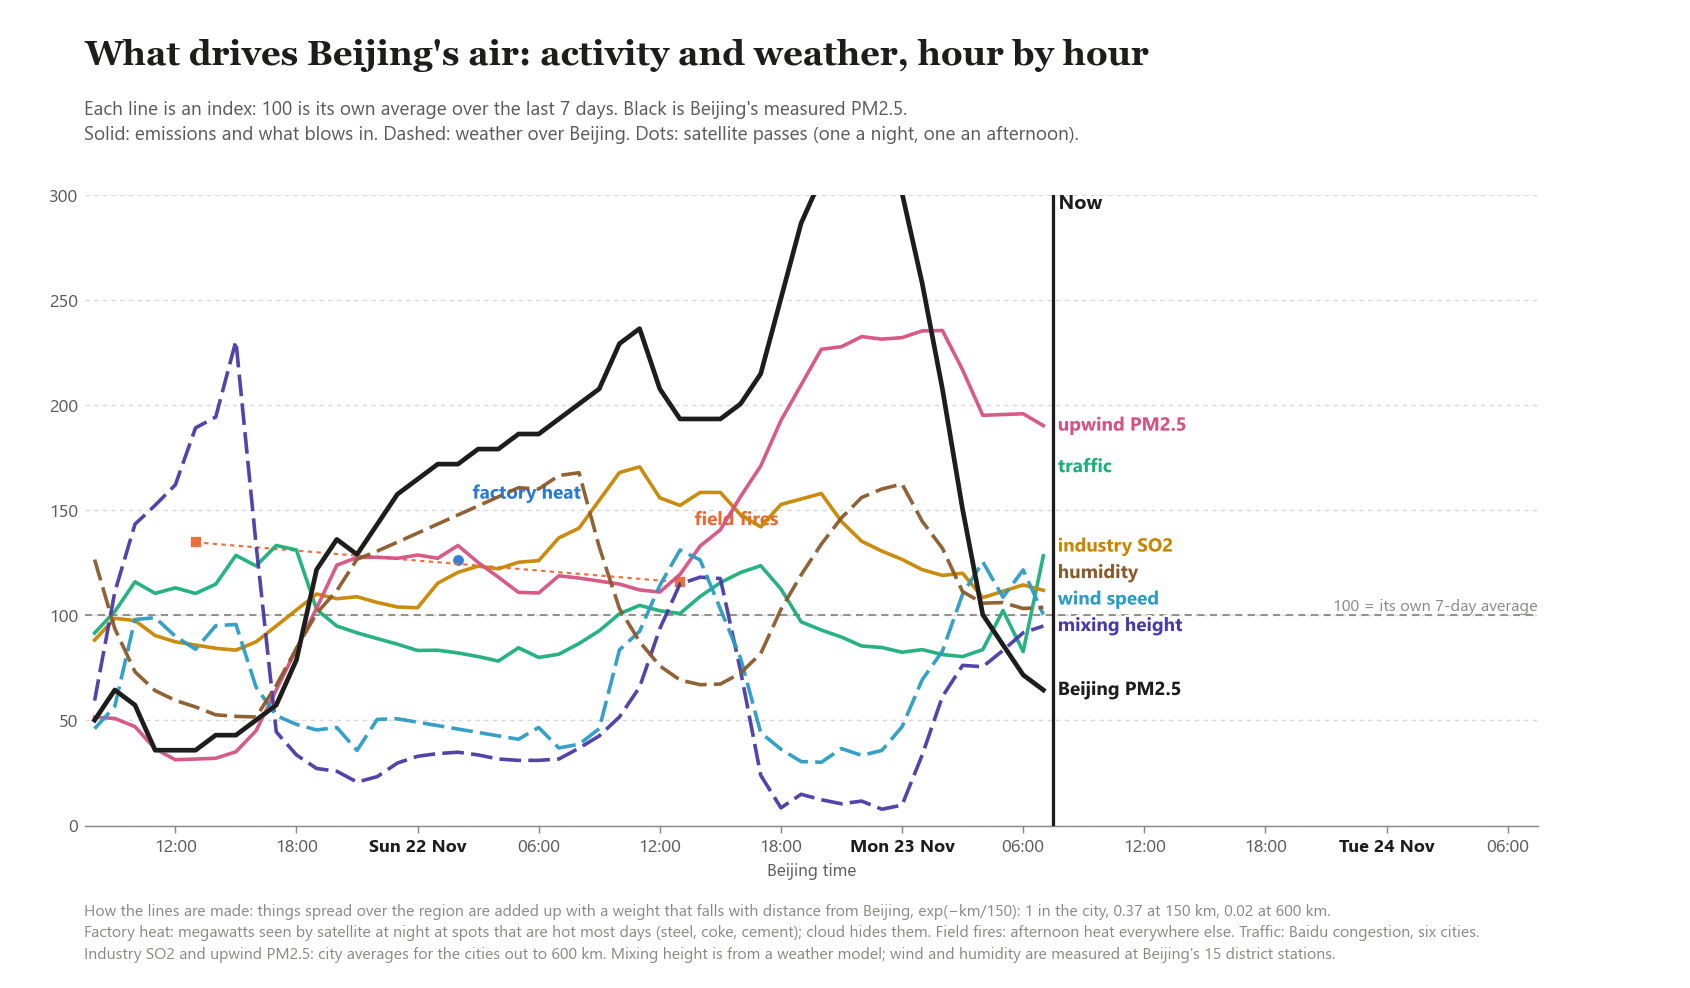 What drives Beijing's air: activity and weather, hour by hour
Each line is an index: 100 is its own average over the last 7 days. Black is Beijing's measured PM2.5.
Solid: emissions and what blows in. Dashed: weather over Beijing. Dots: satellite passes (one a night, one an afternoon).
300
Now
250
200
upwind PM2.5
traffic
factory heat
150
field fires
industry SO2
humidity
wind speed
100 = its own 7-day average
100
mixing height
Beijing PM2.5
50
0
12:00 18:00 Sun 22 Nov 06:00 12:00 18:00 Mon 23 Nov 06:00 12:00 18:00 Tue 24 Nov 06:00
Beijing time
How the lines are made: things spread over the region are added up with a weight that falls with distance from Beijing, exp(−km/150): 1 in the city, 0.37 at 150 km, 0.02 at 600 km.
Factory heat: megawatts seen by satellite at night at spots that are hot most days (steel, coke, cement); cloud hides them. Field fires: afternoon heat everywhere else. Traffic: Baidu congestion, six cities.
Industry SO2 and upwind PM2.5: city averages for the cities out to 600 km. Mixing height is from a weather model; wind and humidity are measured at Beijing's 15 district stations.